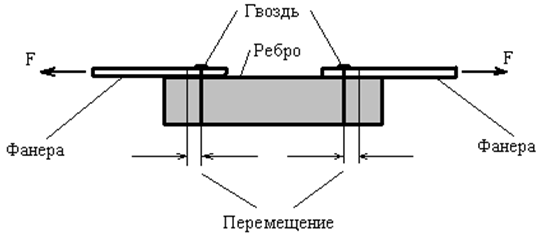 Гвоздь
F
Ребро
F
Фанера
Фанера
Перемещение